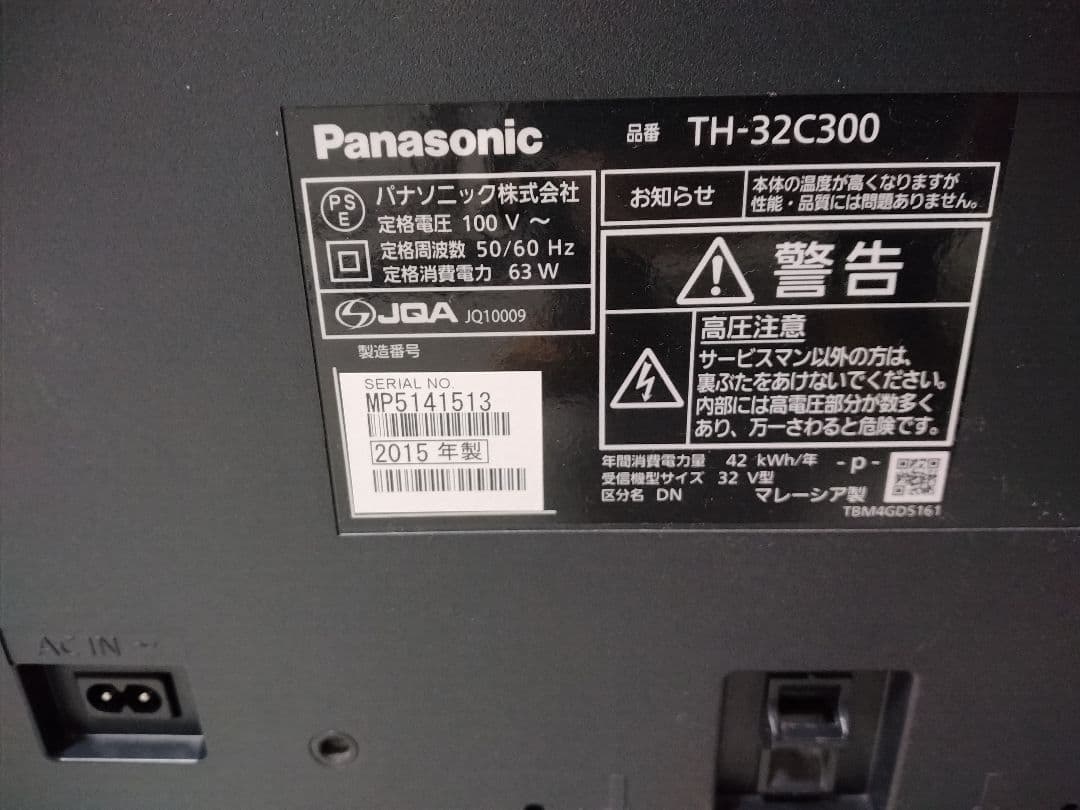 Panasonic 品番 TH-32C300
PS
E
パナソニック株式会社
定格電圧 100 V ～
定格周波数 50/60 Hz
定格消費電力 63 W
JQA JQ10009
製造番号
SERIAL NO.
MP5141513
2015 年製
お知らせ
本体の温度が高くなりますが
性能・品質には問題ありません。
警告
高圧注意
サービスマン以外の方は、
裏ぶたをあけないでください。
内部には高電圧部分が数多く
あり、万一さわると危険です。
年間消費電力量 42 kWh/年 - p -
受信機型サイズ 32 V型
区分名 DN マレーシア製
TBM4GDS161
AC IN ～